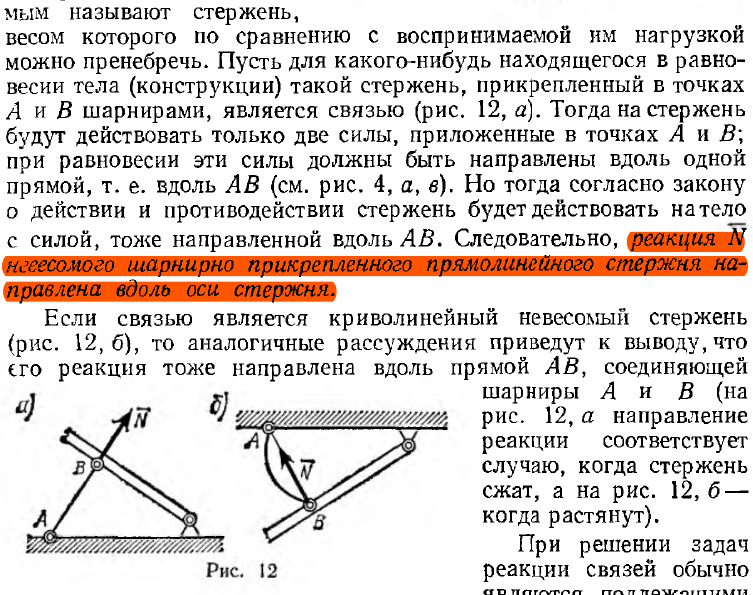 мым называют стержень,
весом которого по сравнению с воспринимаемой им нагрузкой
можно пренебречь. Пусть для какого-нибудь находящегося в равно-
весии тела (конструкции) такой стержень, прикрепленный в точках
A и B шарнирами, является связью (рис. 12, а). Тогда на стержень
будут действовать только две силы, приложенные в точках A и B;
при равновесии эти силы должны быть направлены вдоль одной
прямой, т. е. вдоль AB (см. рис. 4, а, в). Но тогда согласно закону
о действии и противодействии стержень будет действовать на тело
с силой, тоже направленной вдоль AB. Следовательно, реакция N̅
невесомого шарнирно прикрепленного прямолинейного стержня на-
правлена вдоль оси стержня.
Если связью является криволинейный невесомый стержень
(рис. 12, б), то аналогичные рассуждения приведут к выводу, что
его реакция тоже направлена вдоль прямой AB, соединяющей
шарниры A и B (на
рис. 12, а направление
реакции соответствует
случаю, когда стержень
сжат, а на рис. 12, б—
когда растянут).
При решении задач
реакции связей обычно
являются подлежащими
а)
N̅
B
A
б)
A
N̅
B
Рис. 12